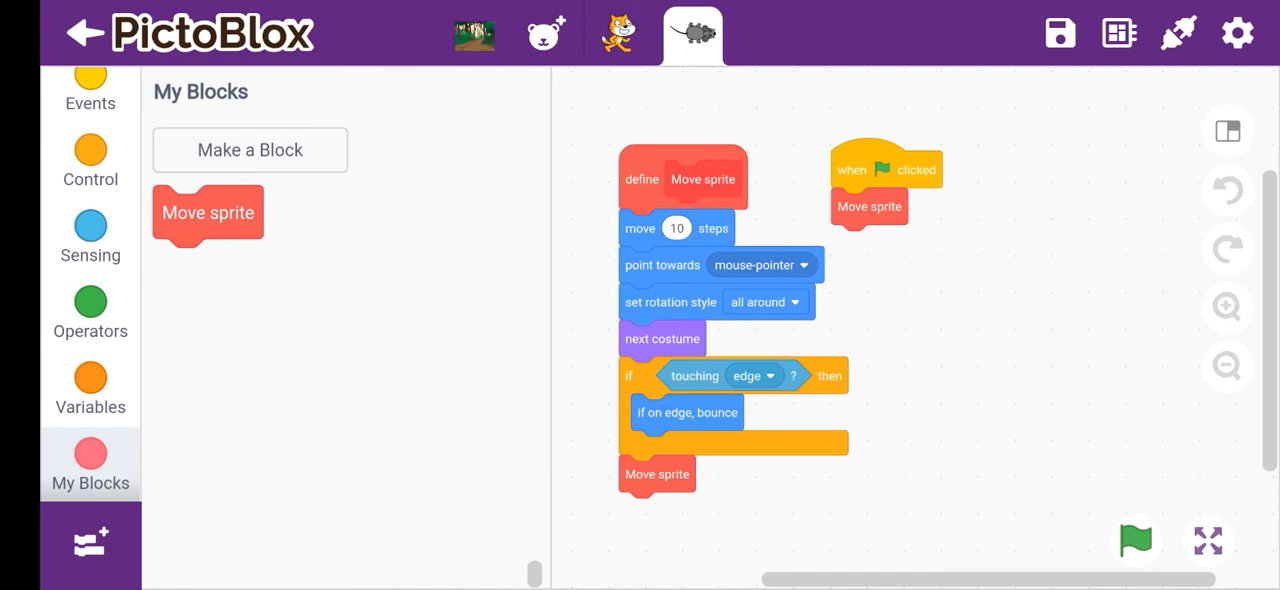 PictoBlox
Events
Control
Sensing
Operators
Variables
My Blocks
My Blocks
Make a Block
Move sprite
define Move sprite
move 10 steps
point towards mouse-pointer
set rotation style all around
next costume
if touching edge ? then
if on edge, bounce
Move sprite
when clicked
Move sprite